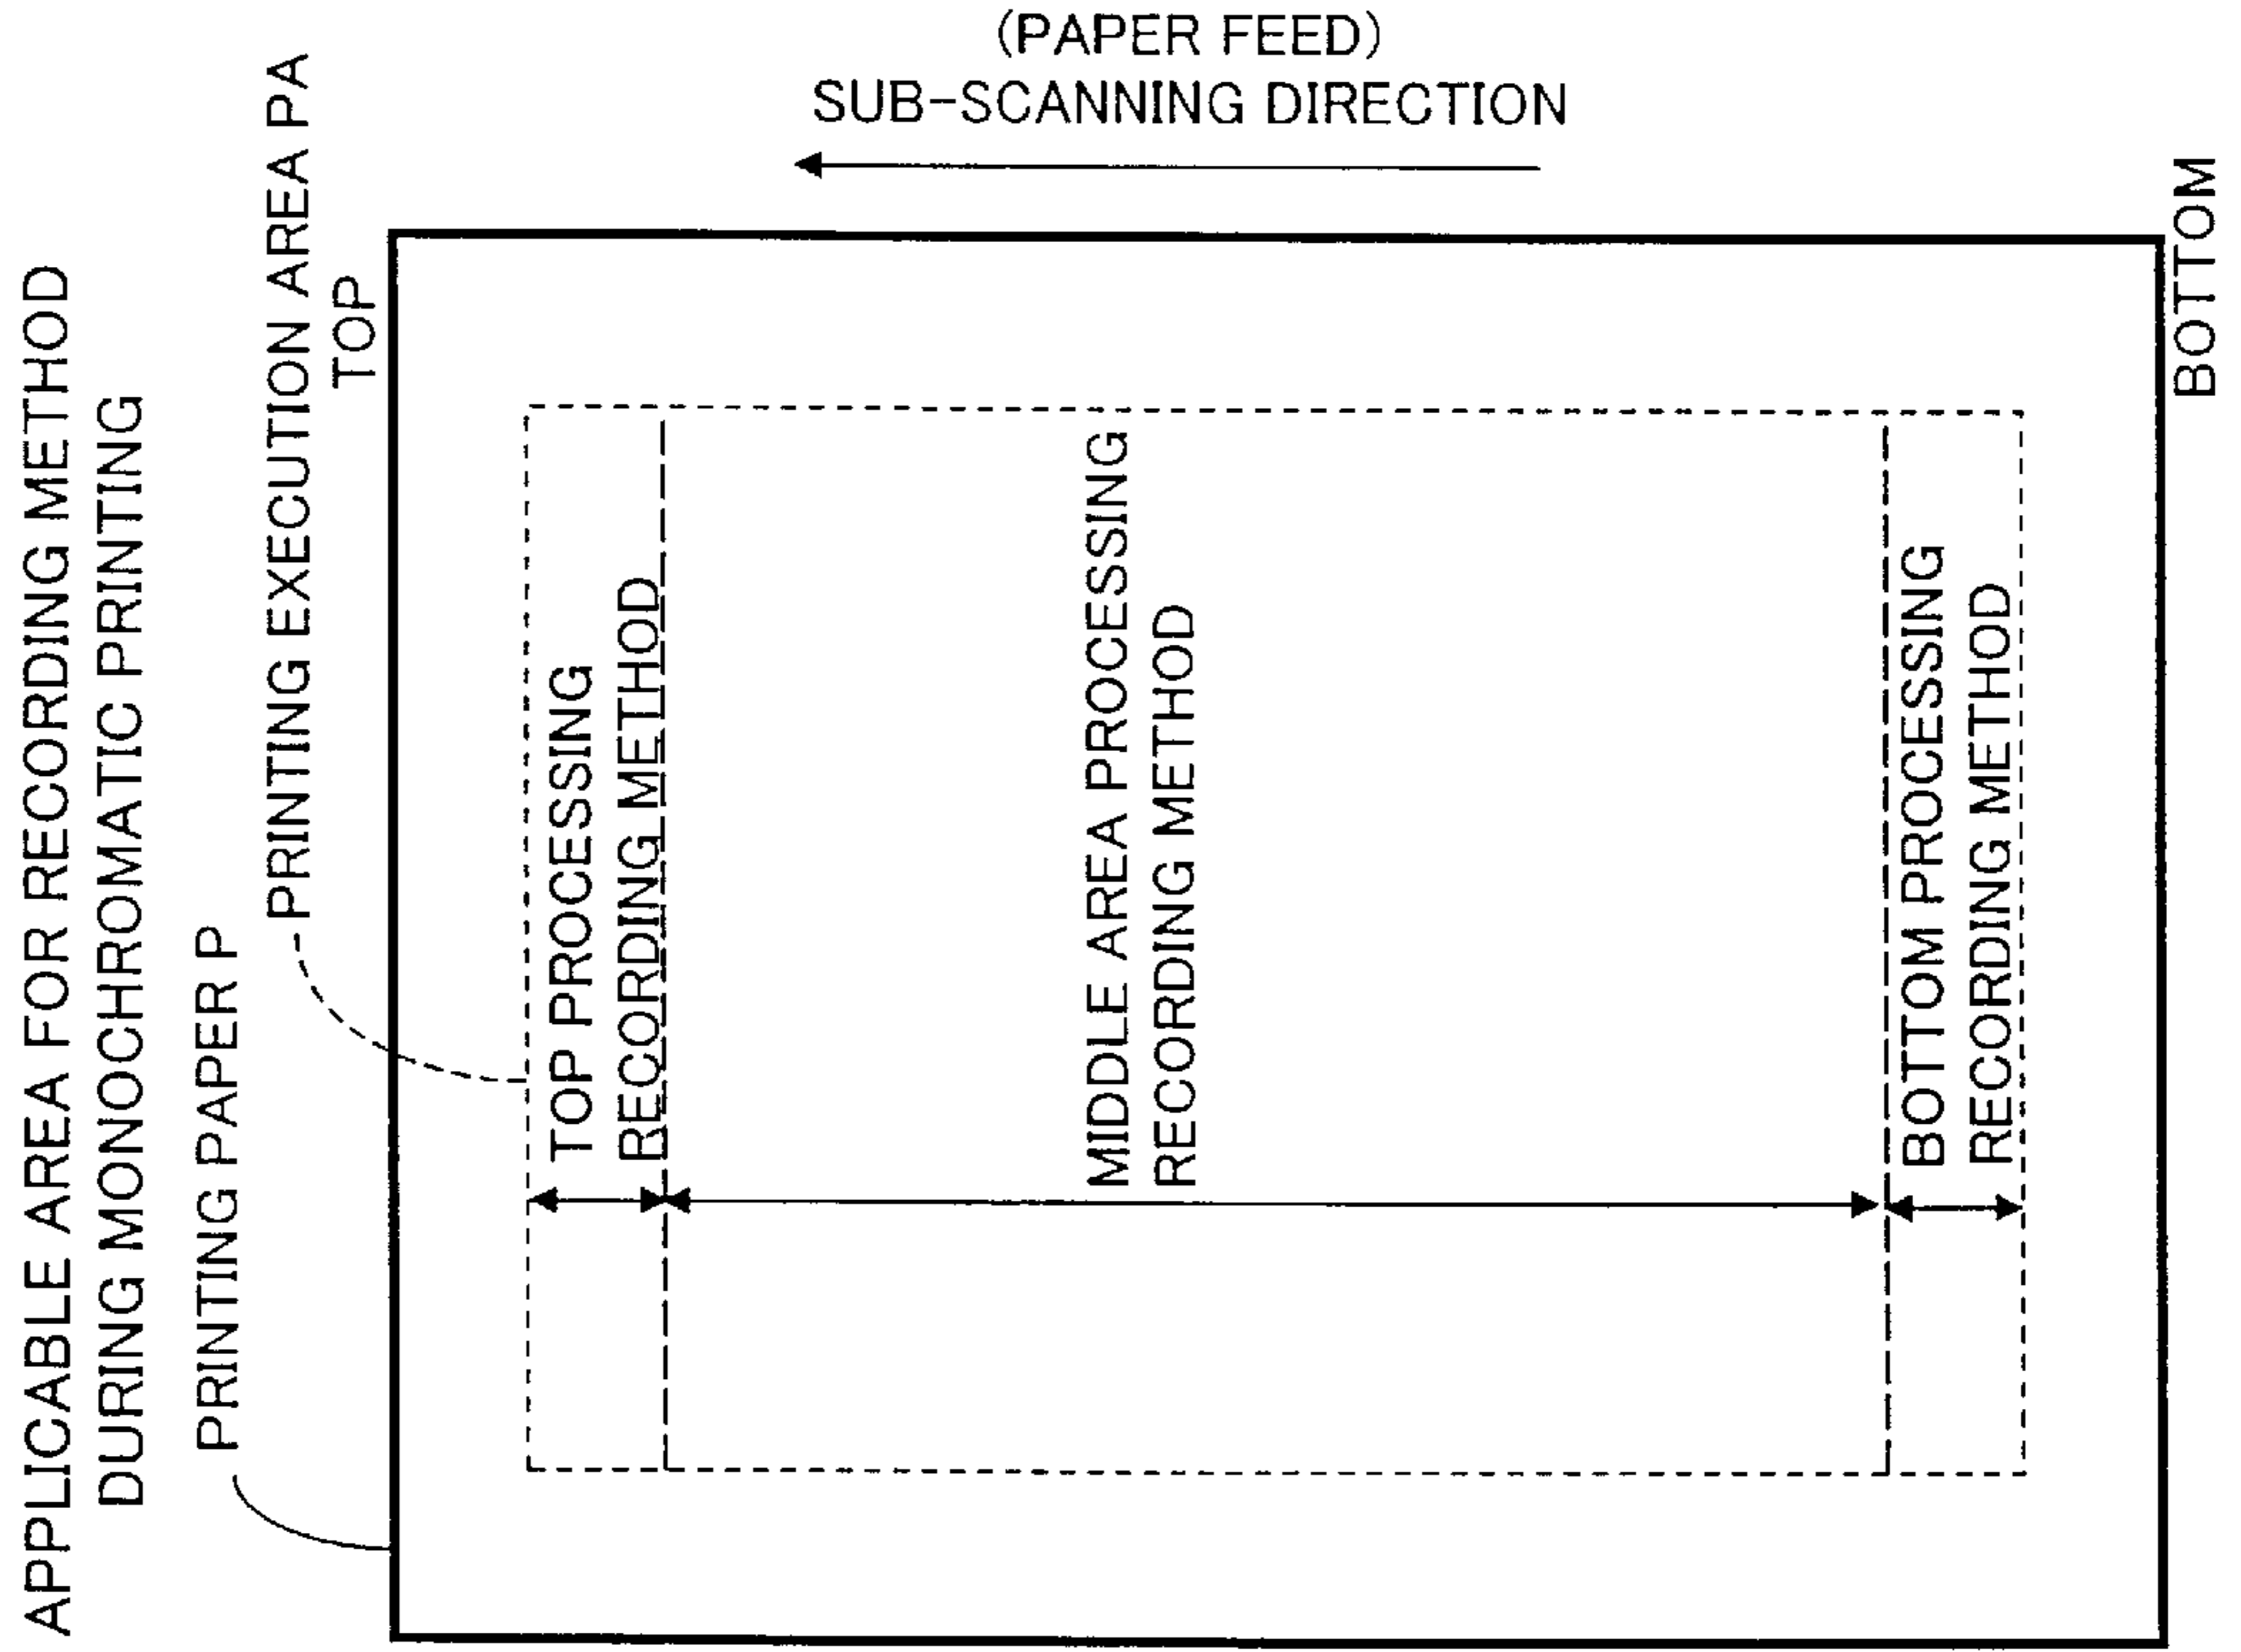 APPLICABLE AREA FOR RECORDING METHOD
DURING MONOCHROMATIC PRINTING
PRINTING PAPER P
PRINTING EXECUTION AREA PA
TOP
(PAPER FEED)
SUB-SCANNING DIRECTION
TOP PROCESSING
RECORDING METHOD
MIDDLE AREA PROCESSING
RECORDING METHOD
BOTTOM PROCESSING
RECORDING METHOD
BOTTOM